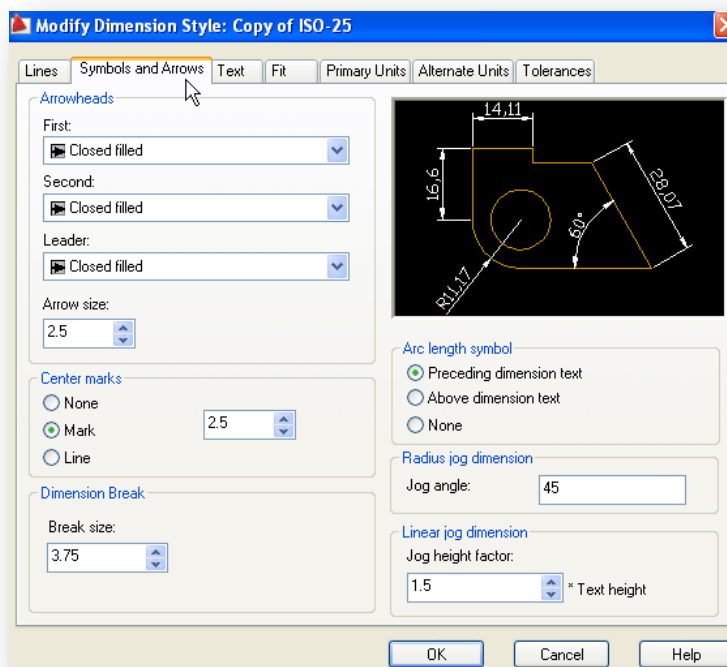 Modify Dimension Style: Copy of ISO-25
Lines Symbols and Arrows Text Fit Primary Units Alternate Units Tolerances
Arrowheads
First:
Closed filled
Second:
Closed filled
Leader:
Closed filled
Arrow size:
2.5
Center marks
None
Mark
Line
2.5
Dimension Break
Break size:
3.75
14,11
16,6
28,07
60°
R11,17
Arc length symbol
Preceding dimension text
Above dimension text
None
Radius jog dimension
Jog angle: 45
Linear jog dimension
Jog height factor:
1.5 * Text height
OK Cancel Help